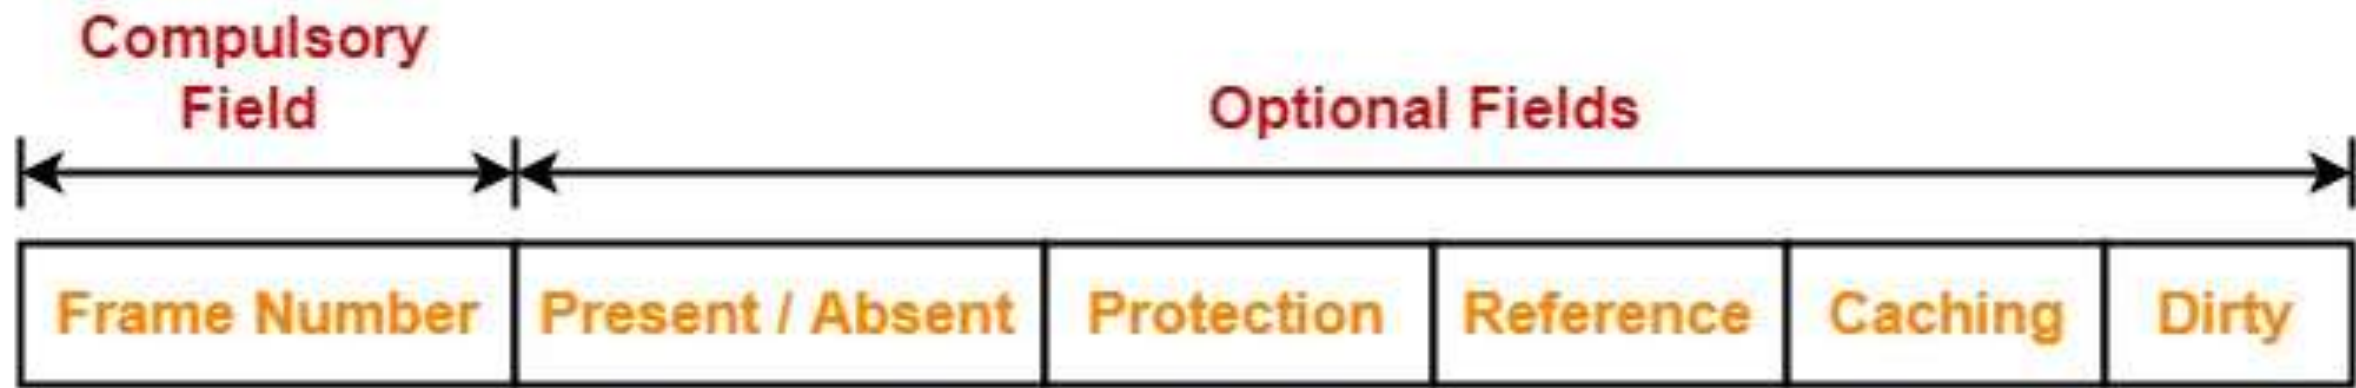 Compulsory
Field
Optional Fields
Frame Number
Present / Absent
Protection
Reference
Caching
Dirty